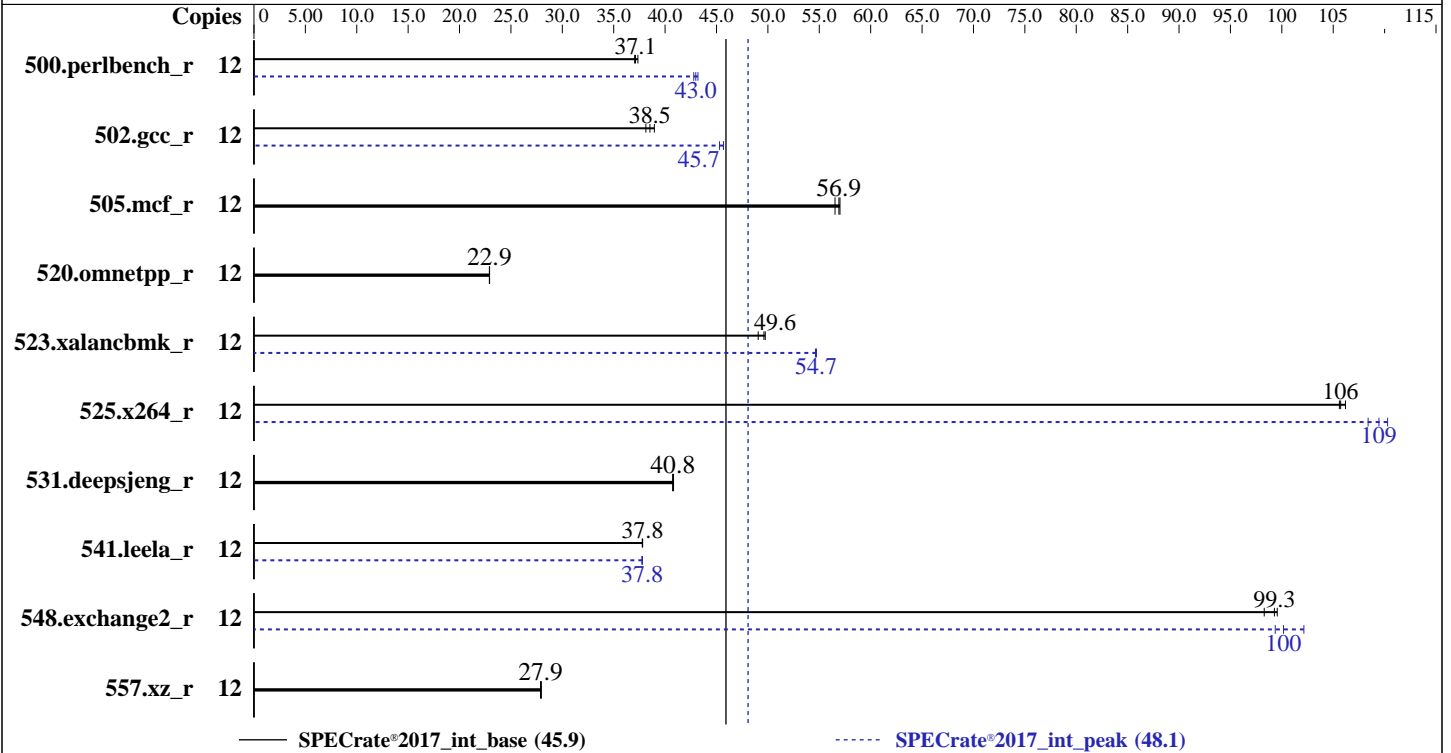 Copies 0 5.00 10.0 15.0 20.0 25.0 30.0 35.0 40.0 45.0 50.0 55.0 60.0 65.0 70.0 75.0 80.0 85.0 90.0 95.0 100 105 115
37.1
500.perlbench_r 12
43.0
38.5
502.gcc_r 12
45.7
56.9
505.mcf_r 12
22.9
520.omnetpp_r 12
49.6
523.xalancbmk_r 12
54.7
106
525.x264_r 12
109
40.8
531.deepsjeng_r 12
37.8
541.leela_r 12
37.8
99.3
548.exchange2_r 12
100
27.9
557.xz_r 12
SPECrate®2017_int_base (45.9) SPECrate®2017_int_peak (48.1)